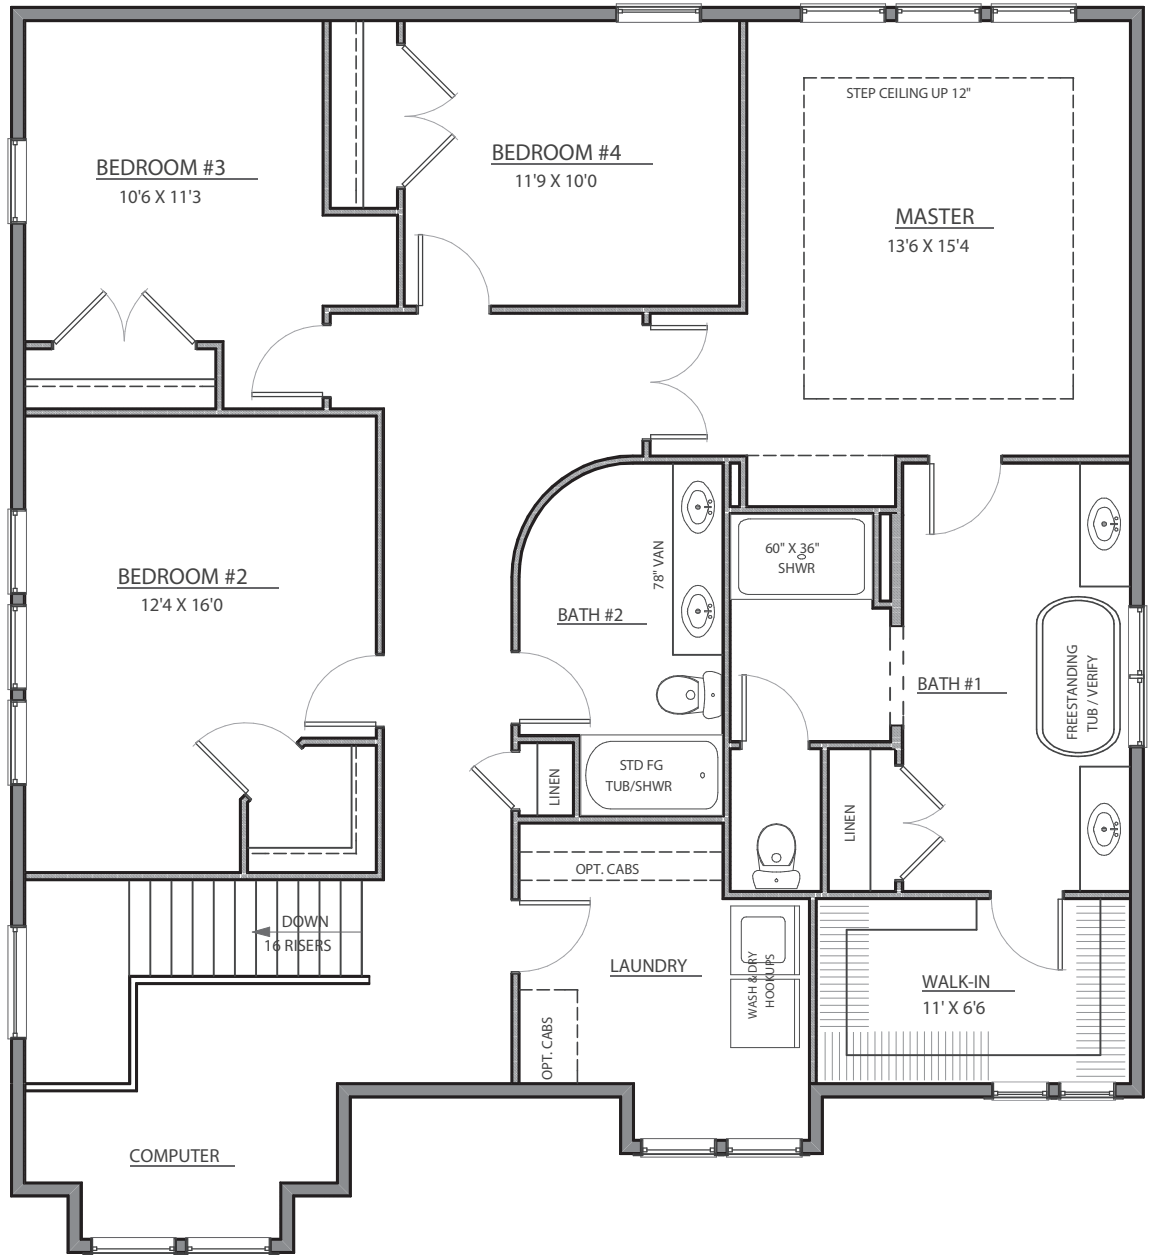 STEP CEILING UP 12"
BEDROOM #3
10'6 X 11'3
BEDROOM #4
11'9 X 10'0
MASTER
13'6 X 15'4
BEDROOM #2
12'4 X 16'0
78" VAN
BATH #2
60" X 36"
SHWR
BATH #1
FREESTANDING
TUB / VERIFY
STD FG
TUB/SHWR
LINEN
LINEN
OPT. CABS
DOWN
16 RISERS
LAUNDRY
WASH & DRY
HOOKUPS
WALK-IN
11' X 6'6
OPT. CABS
COMPUTER